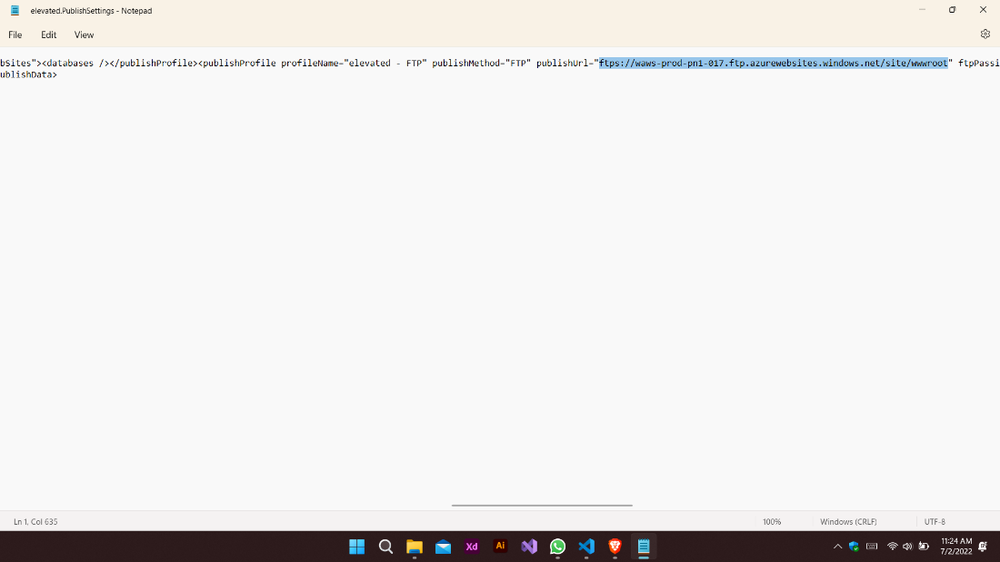 elevated.PublishSettings - Notepad
File Edit View
bSites"><databases /></publishProfile><publishProfile profileName="elevated - FTP" publishMethod="FTP" publishUrl="ftps://waws-prod-pn1-017.ftp.azurewebsites.windows.net/site/wwwroot" ftpPassi
ublishData>
Ln 1, Col 635 100% Windows (CRLF) UTF-8
Xd Ai
11:24 AM
7/2/2022